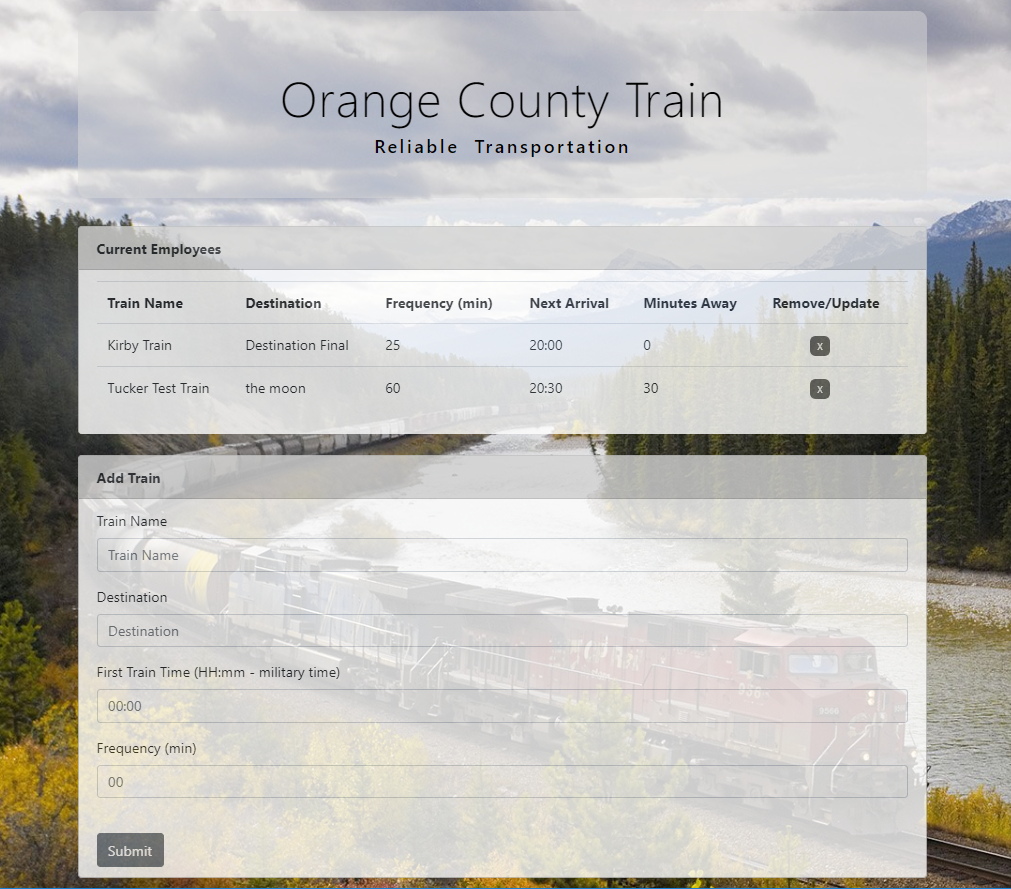 Orange County Train
Reliable Transportation
Current Employees
Train Name Destination Frequency (min) Next Arrival Minutes Away Remove/Update
Kirby Train Destination Final 25 20:00 0 x
Tucker Test Train the moon 60 20:30 30 x
Add Train
Train Name
Train Name
Destination
Destination
First Train Time (HH:mm - military time)
00:00
Frequency (min)
00
Submit